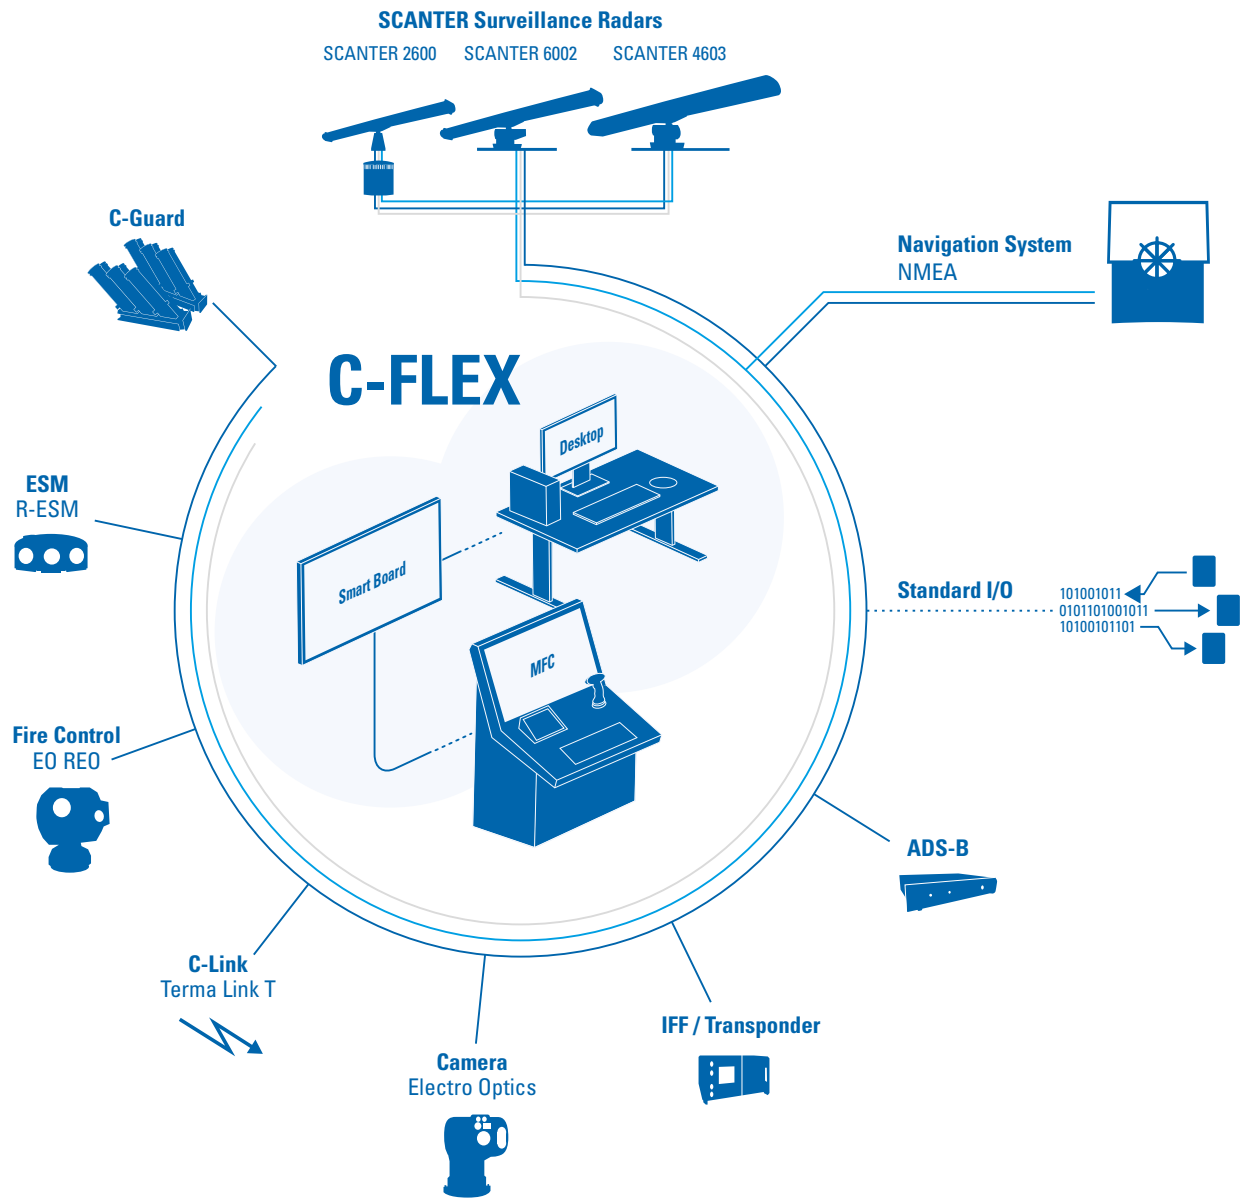 SCANTER Surveillance Radars
SCANTER 2600
SCANTER 6002
SCANTER 4603
C-Guard
Navigation System
NMEA
C-FLEX
Desktop
ESM
R-ESM
Smart Board
Standard I/O
101001011
0101101001011
10100101101
MFC
Fire Control
EO REO
ADS-B
C-Link
Terma Link T
IFF / Transponder
Camera
Electro Optics